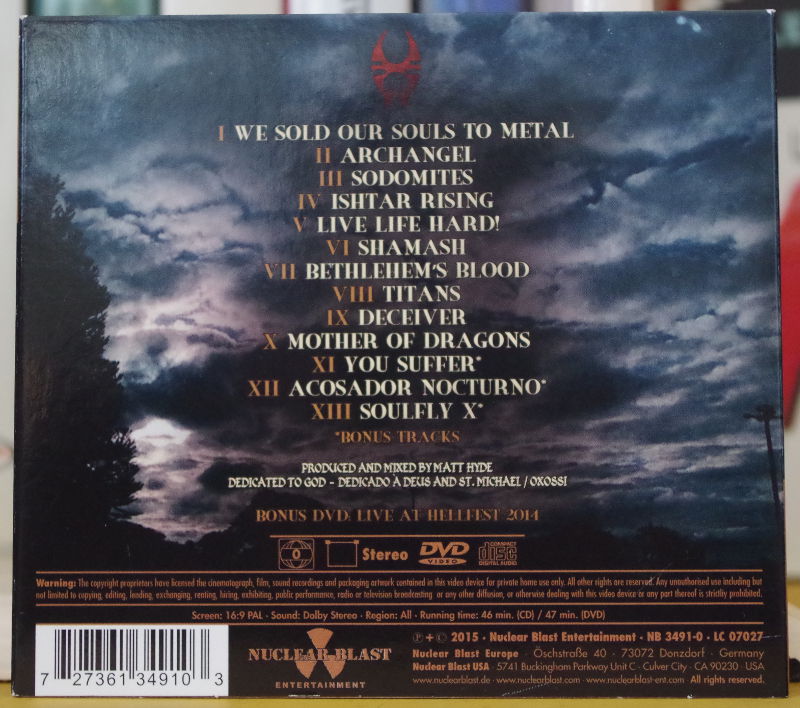 I WE SOLD OUR SOULS TO METAL
II ARCHANGEL
III SODOMITES
IV ISHTAR RISING
V LIVE LIFE HARD!
VI SHAMASH
VII BETHLEHEM'S BLOOD
VIII TITANS
IX DECEIVER
X MOTHER OF DRAGONS
XI YOU SUFFER*
XII ACOSADOR NOCTURNO*
XIII SOULFLY X*
*BONUS TRACKS
PRODUCED AND MIXED BY MATT HYDE
DEDICATED TO GOD - DEDICADO À DEUS AND ST. MICHAEL / OXOSSI
BONUS DVD: LIVE AT HELLFEST 2014
0 Stereo DVD VIDEO COMPACT disc DIGITAL AUDIO
Warning: The copyright proprietors have licensed the cinematograph, film, sound recordings and packaging artwork contained in this video device for private home use only. All other rights are reserved. Any unauthorised use including but
not limited to copying, editing, lending, exchanging, renting, hiring, exhibiting, public performance, radio or television broadcasting or any other diffusion, or otherwise dealing with this video device or any part thereof is strictly prohibited.
Screen: 16:9 PAL · Sound: Dolby Stereo · Region: All · Running time: 46 min. (CD) / 47 min. (DVD)
7 27361 34910 3
NUCLEAR BLAST
ENTERTAINMENT
℗ + © 2015 · Nuclear Blast Entertainment · NB 3491-0 · LC 07027
Nuclear Blast Europe · Öschstraße 40 · 73072 Donzdorf · Germany
Nuclear Blast USA · 5741 Buckingham Parkway Unit C · Culver City · CA 90230 · USA
www.nuclearblast.de · www.nuclearblast-ent.com · All rights reserved.